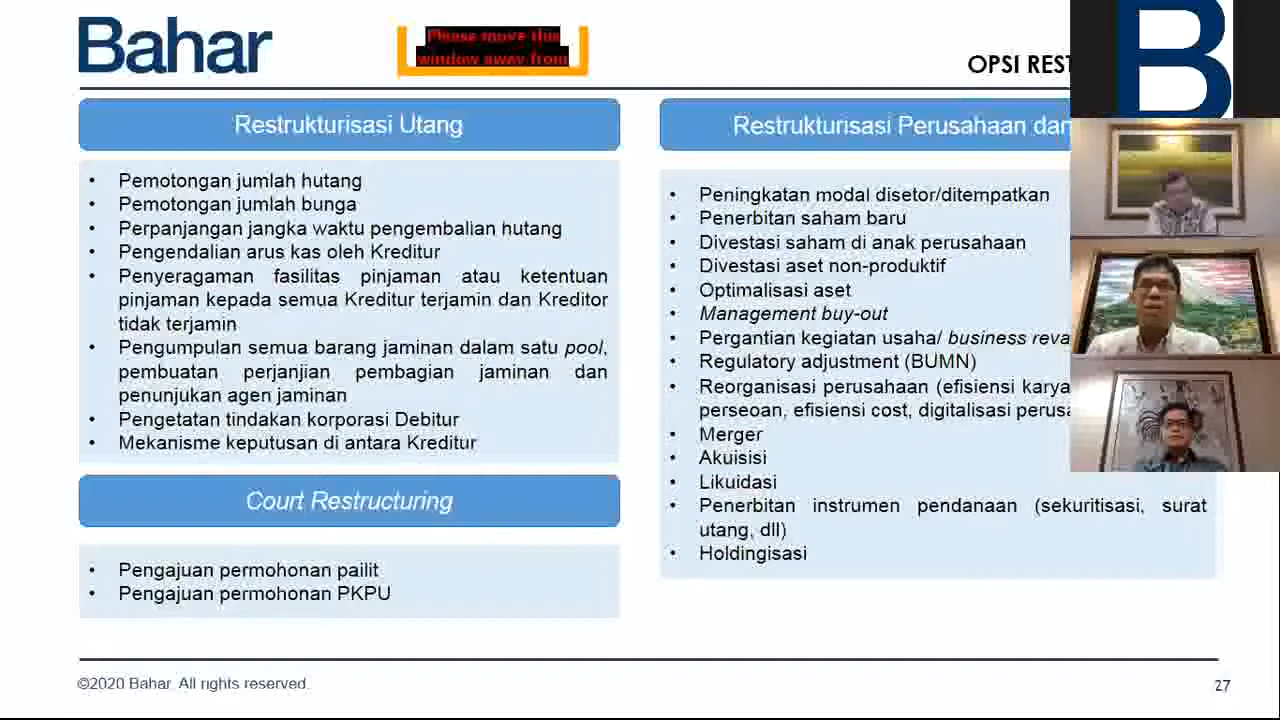 Bahar
Please move this
window away from
OPSI REST
Restrukturisasi Utang
• Pemotongan jumlah hutang
• Pemotongan jumlah bunga
• Perpanjangan jangka waktu pengembalian hutang
• Pengendalian arus kas oleh Kreditur
• Penyeragaman fasilitas pinjaman atau ketentuan
pinjaman kepada semua Kreditur terjamin dan Kreditor
tidak terjamin
• Pengumpulan semua barang jaminan dalam satu pool,
pembuatan perjanjian pembagian jaminan dan
penunjukan agen jaminan
• Pengetatan tindakan korporasi Debitur
• Mekanisme keputusan di antara Kreditur
Court Restructuring
• Pengajuan permohonan pailit
• Pengajuan permohonan PKPU
Restrukturisasi Perusahaan dan
• Peningkatan modal disetor/ditempatkan
• Penerbitan saham baru
• Divestasi saham di anak perusahaan
• Divestasi aset non-produktif
• Optimalisasi aset
• Management buy-out
• Pergantian kegiatan usaha/ business reva
• Regulatory adjustment (BUMN)
• Reorganisasi perusahaan (efisiensi karya
perseoan, efisiensi cost, digitalisasi perusa
• Merger
• Akuisisi
• Likuidasi
• Penerbitan instrumen pendanaan (sekuritisasi, surat
utang, dll)
• Holdingisasi
B
©2020 Bahar. All rights reserved.
27